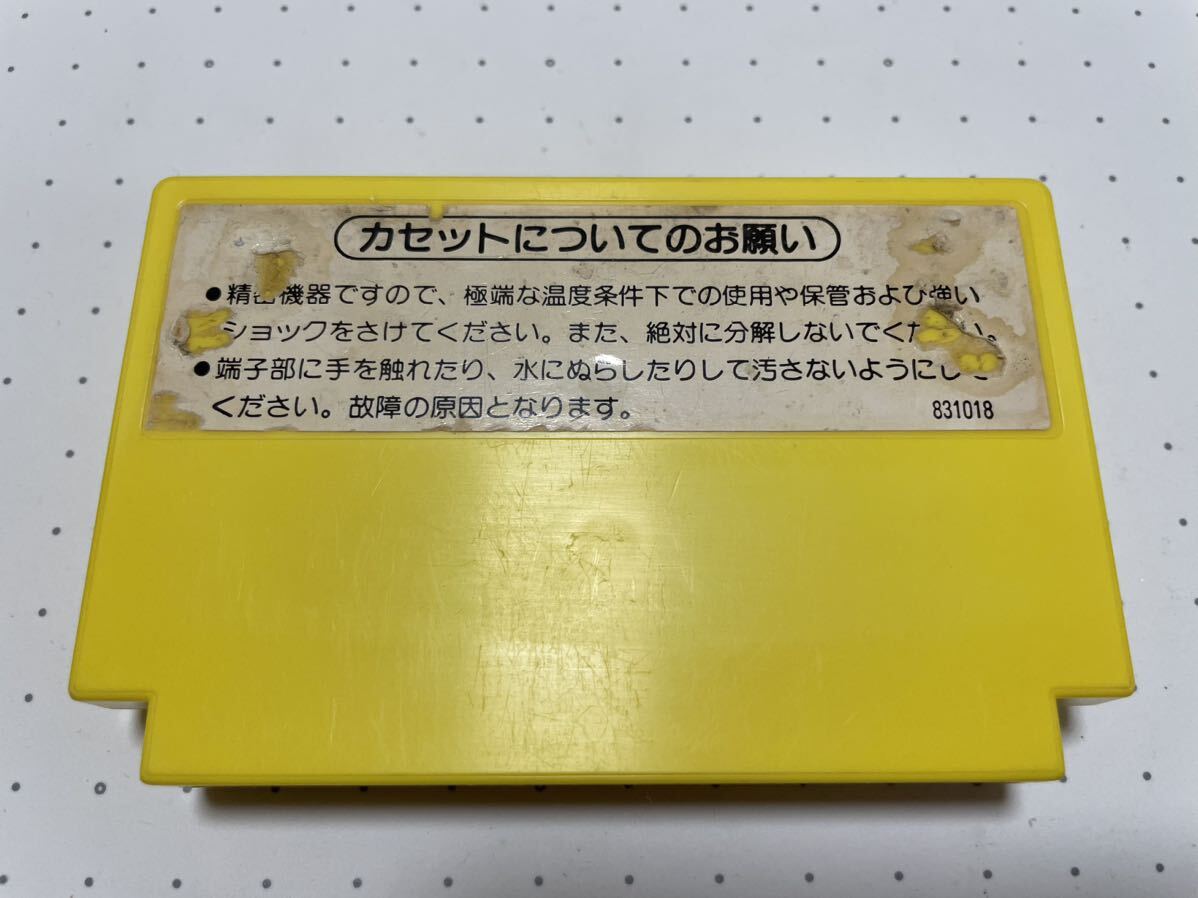 カセットについてのお願い
●精密機器ですので、極端な温度条件下での使用や保管および強い
ショックをさけてください。また、絶対に分解しないでください。
●端子部に手を触れたり、水にぬらしたりして汚さないようにして
ください。故障の原因となります。
831018